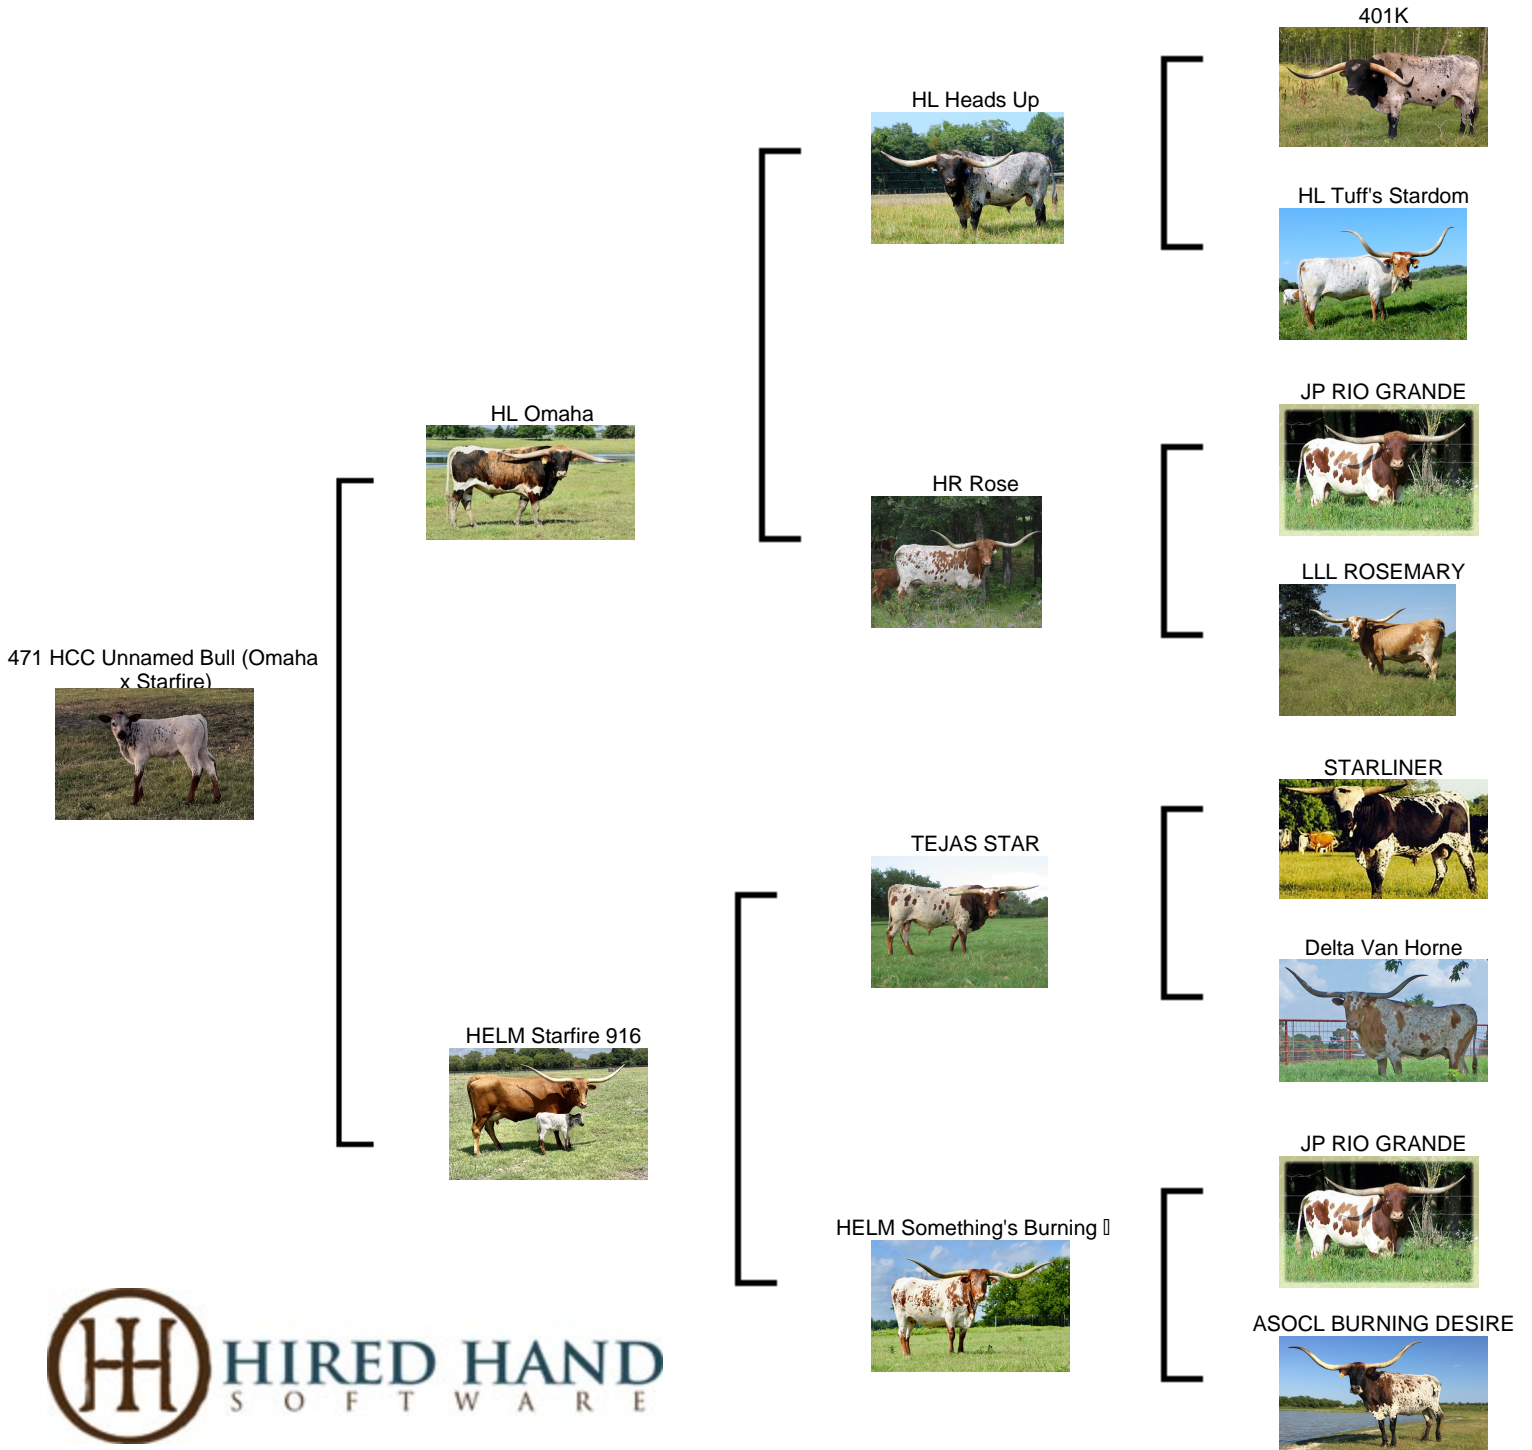 401K
HL Heads Up
HL Tuff's Stardom
JP RIO GRANDE
HL Omaha
HR Rose
LLL ROSEMARY
471 HCC Unnamed Bull (Omaha
x Starfire)
STARLINER
TEJAS STAR
Delta Van Horne
HELM Starfire 916
JP RIO GRANDE
HELM Something's Burning
ASOCL BURNING DESIRE
HIRED HAND
SOFTWARE